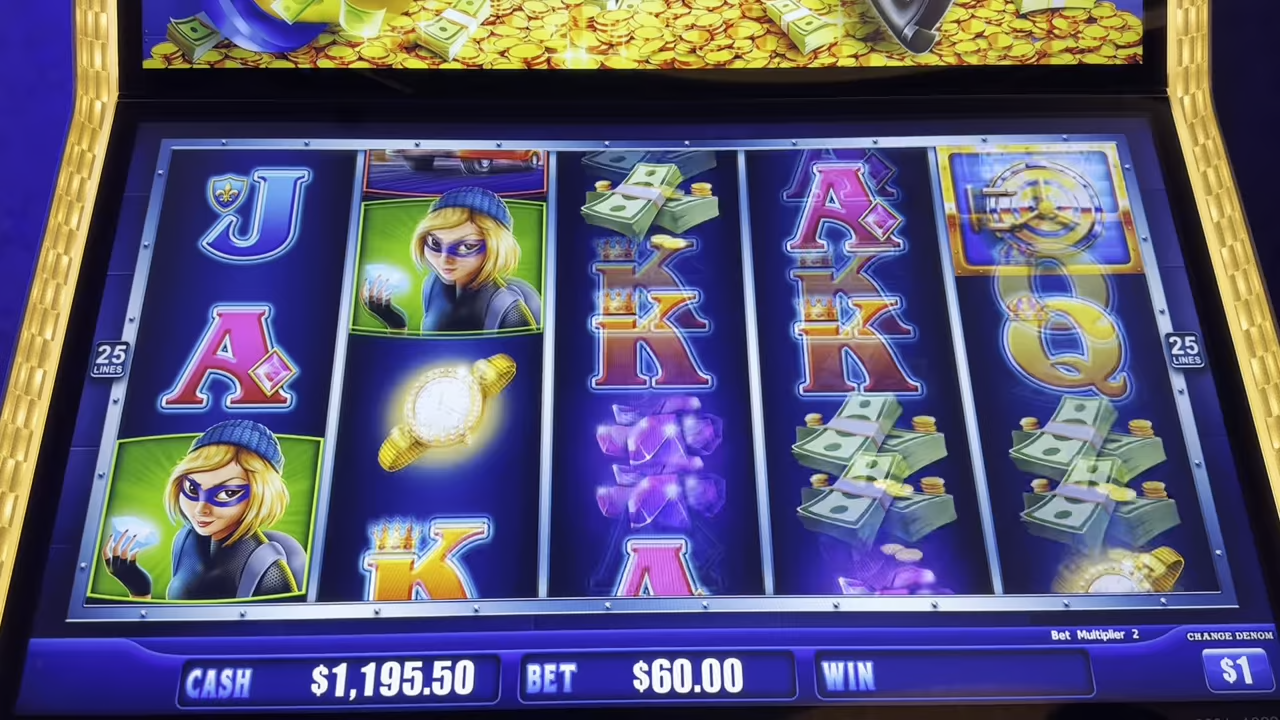 J
A
K
K
K
A
A
K
K
Q
Q
25
LINES
25
LINES
Bet Multiplier 2
CHANGE DENOM
CASH $1,195.50
BET $60.00
WIN
$1